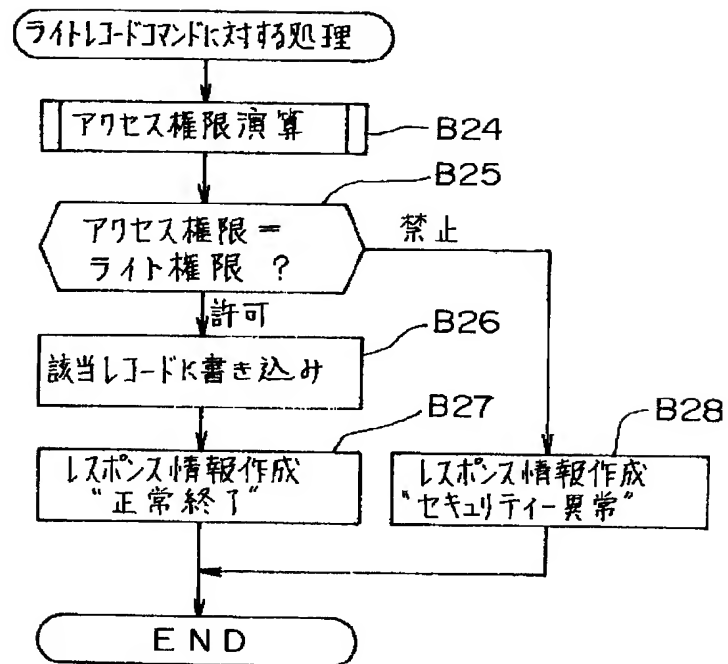 ライトレコードコマンドに対する処理
アクセス権限演算
B24
B25
アクセス権限=
ライト権限 ?
禁止
許可
B26
該当レコードに書き込み
B27
B28
レスポンス情報作成
"正常終了"
レスポンス情報作成
"セキュリティー異常"
END